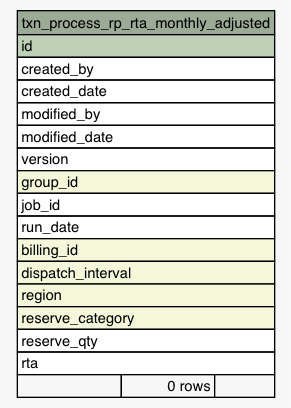 txn_process_rp_rta_monthly_adjusted
id
created_by
created_date
modified_by
modified_date
version
group_id
job_id
run_date
billing_id
dispatch_interval
region
reserve_category
reserve_qty
rta
0 rows